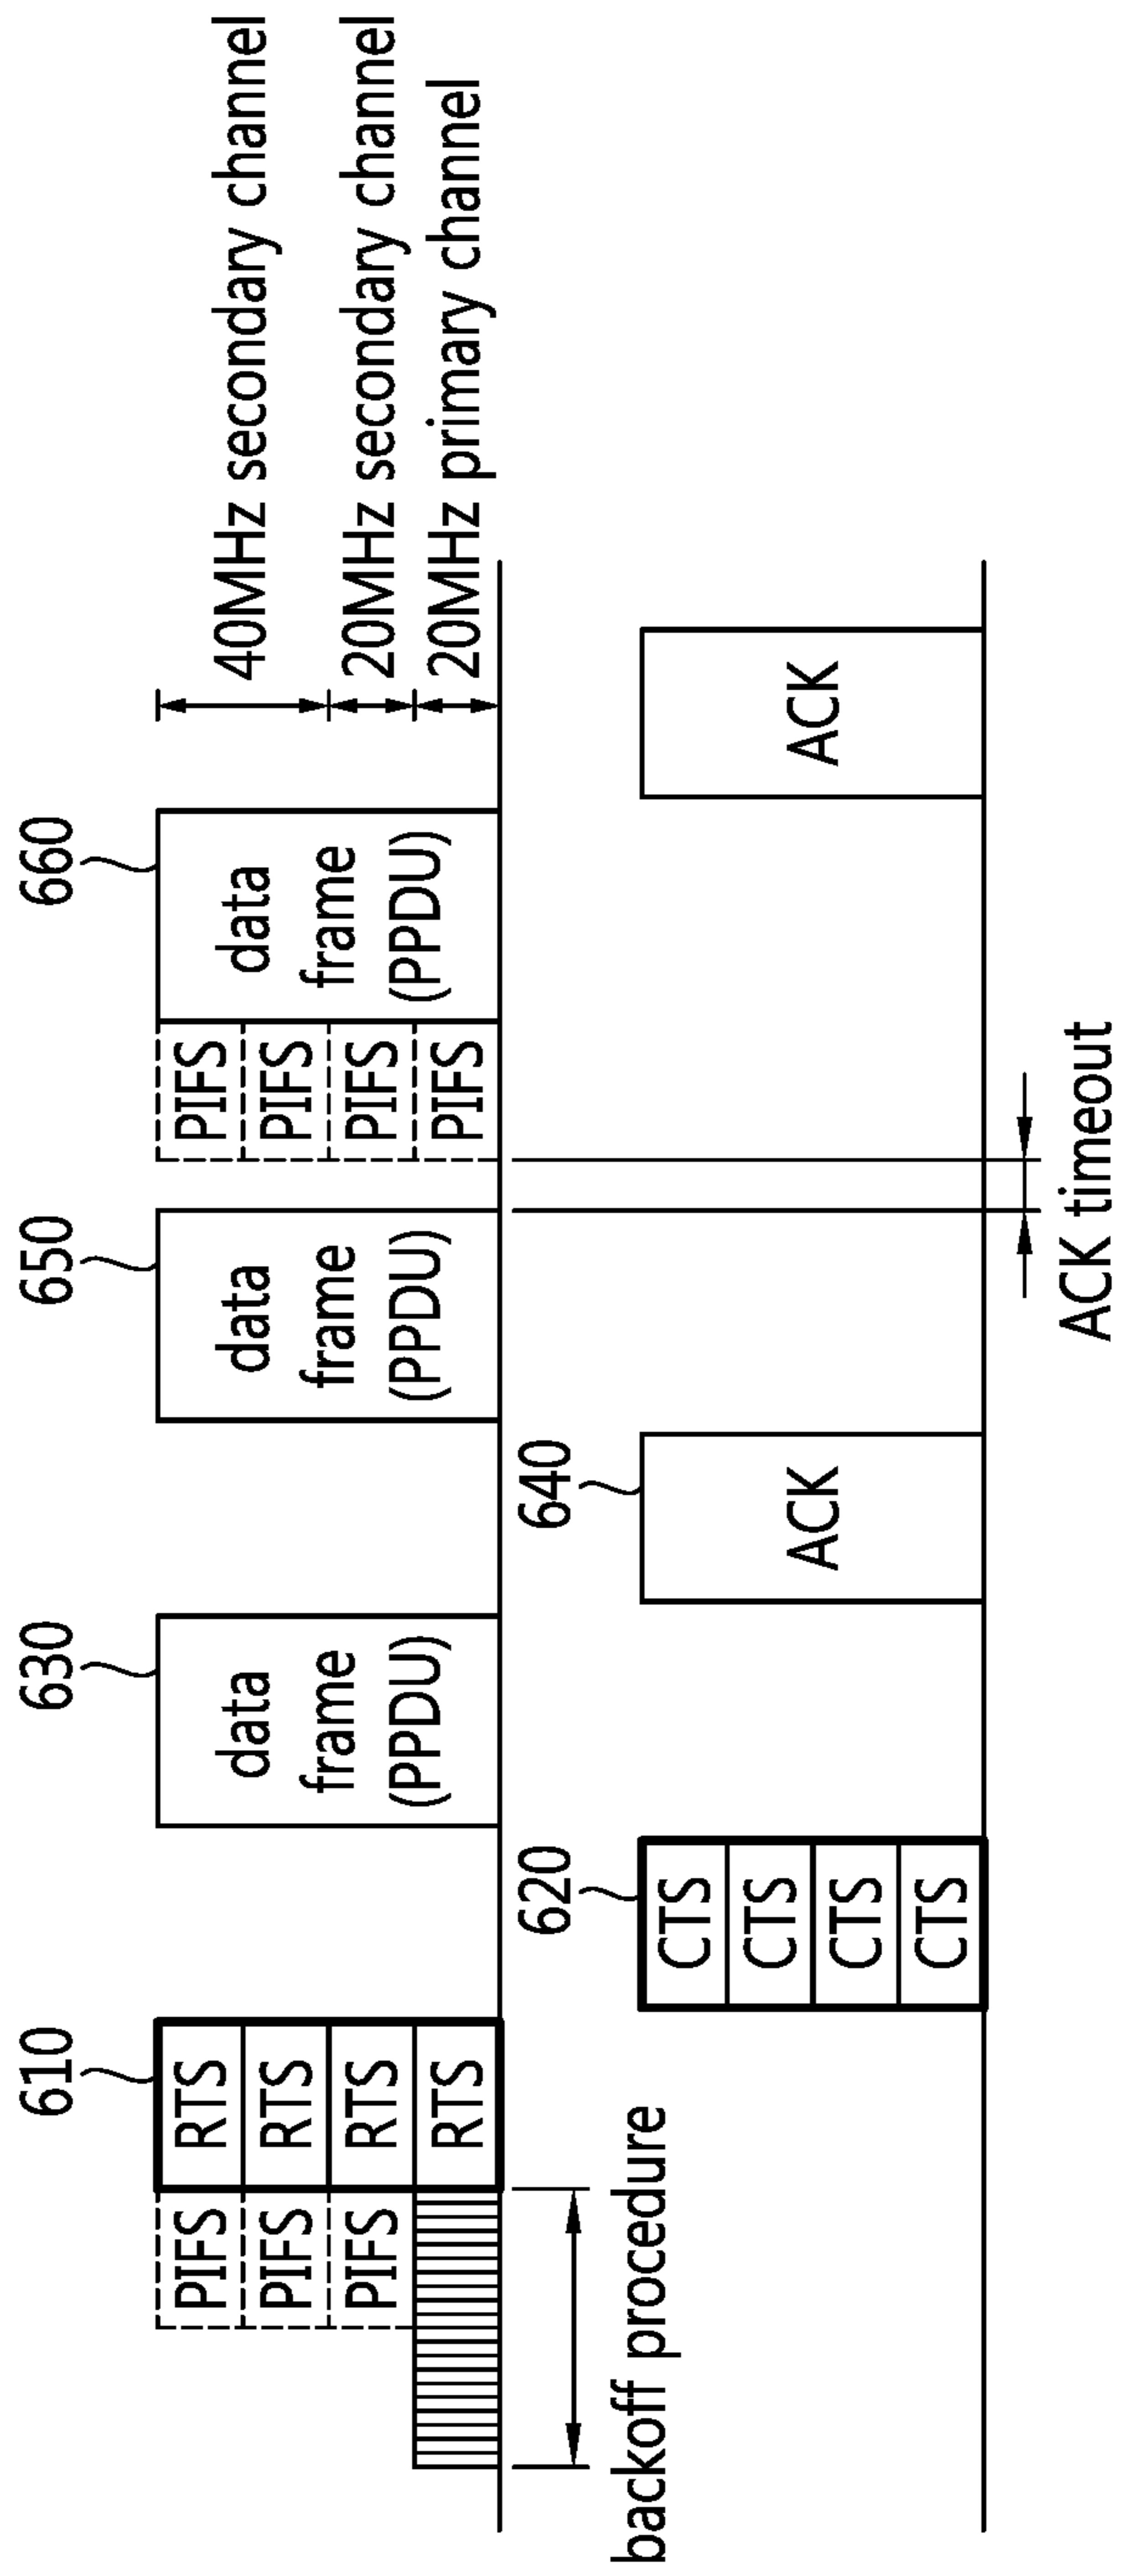 610
630
650
660
PIFS
RTS
PIFS
RTS
PIFS
RTS
RTS
data
frame
(PPDU)
data
frame
(PPDU)
data
frame
(PPDU)
PIFS
PIFS
PIFS
PIFS
40MHz secondary channel
20MHz secondary channel
20MHz primary channel
backoff procedure
620
CTS
CTS
CTS
CTS
640
ACK
ACK
ACK timeout